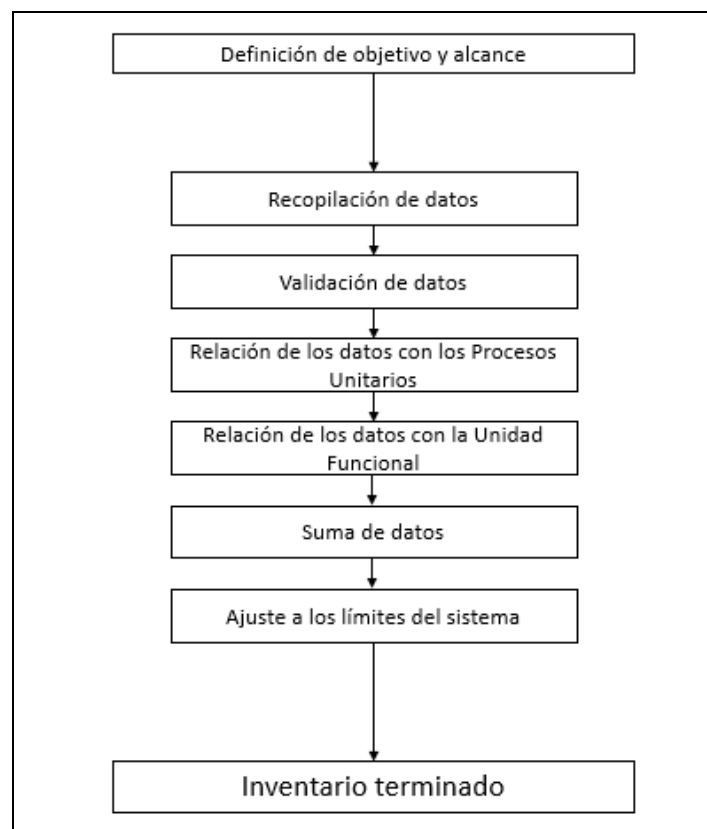 Definición de objetivo y alcance
Recopilación de datos
Validación de datos
Relación de los datos con los Procesos
Unitarios
Relación de los datos con la Unidad
Funcional
Suma de datos
Ajuste a los límites del sistema
Inventario terminado